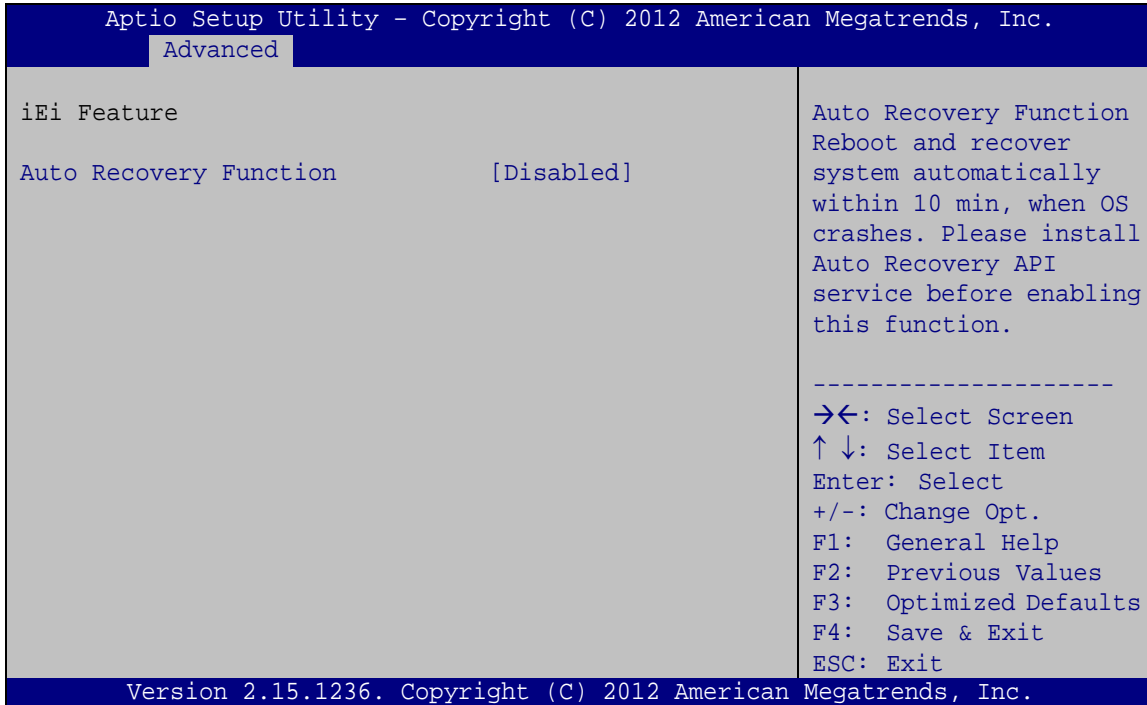 Aptio Setup Utility – Copyright (C) 2012 American Megatrends, Inc.
Advanced
iEi Feature
Auto Recovery Function [Disabled]
Auto Recovery Function
Reboot and recover
system automatically
within 10 min, when OS
crashes. Please install
Auto Recovery API
service before enabling
this function.
---------------------
→←: Select Screen
↑ ↓: Select Item
Enter: Select
+/-: Change Opt.
F1: General Help
F2: Previous Values
F3: Optimized Defaults
F4: Save & Exit
ESC: Exit
Version 2.15.1236. Copyright (C) 2012 American Megatrends, Inc.